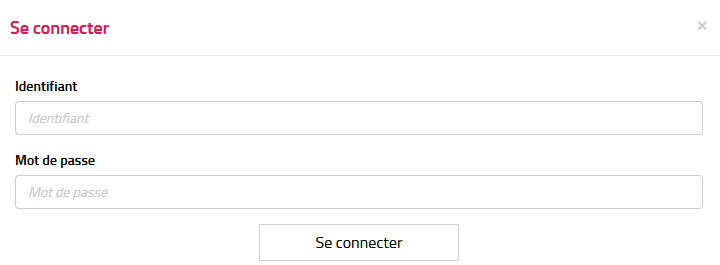 Se connecter ×
Identifiant
Identifiant
Mot de passe
Mot de passe
Se connecter